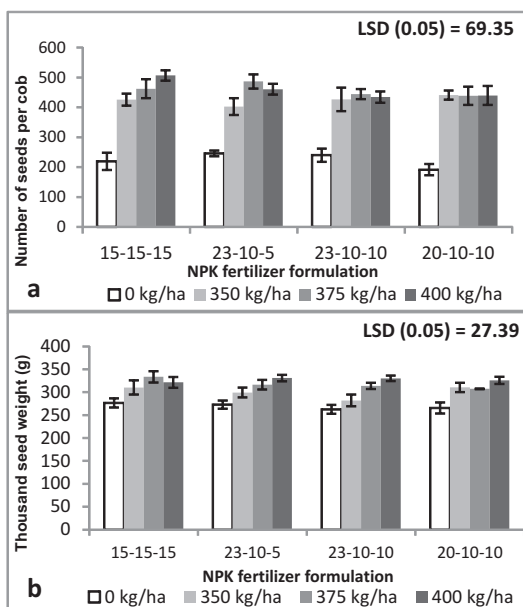 LSD (0.05) = 69.35
Number of seeds per cob
600
500
400
300
200
100
0
15-15-15 23-10-5 23-10-10 20-10-10
NPK fertilizer formulation
a
0 kg/ha 350 kg/ha 375 kg/ha 400 kg/ha
LSD (0.05) = 27.39
Thousand seed weight (g)
400
350
300
250
200
150
100
50
0
15-15-15 23-10-5 23-10-10 20-10-10
NPK fertilizer formulation
b
0 kg/ha 350 kg/ha 375 kg/ha 400 kg/ha